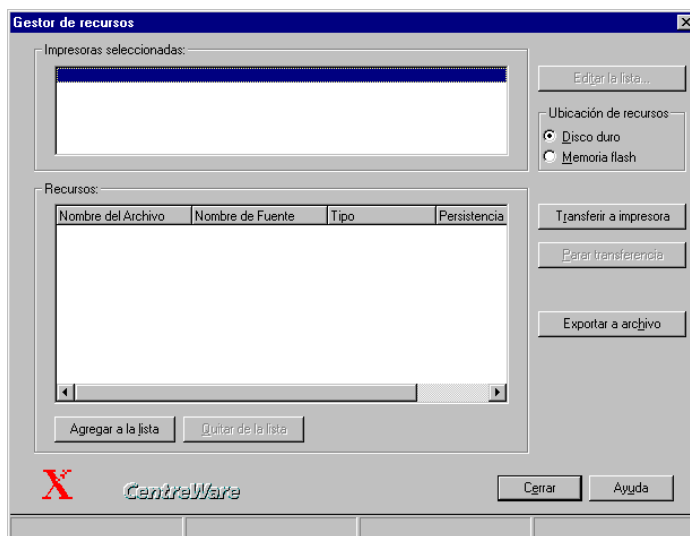 Gestor de recursos
Impresoras seleccionadas:
Editar la lista...
Ubicación de recursos
Disco duro
Memoria flash
Recursos:
Nombre del Archivo Nombre de Fuente Tipo Persistencia
Transferir a impresora
Parar transferencia
Exportar a archivo
Agregar a la lista Quitar de la lista
X CentreWare Cerrar Ayuda